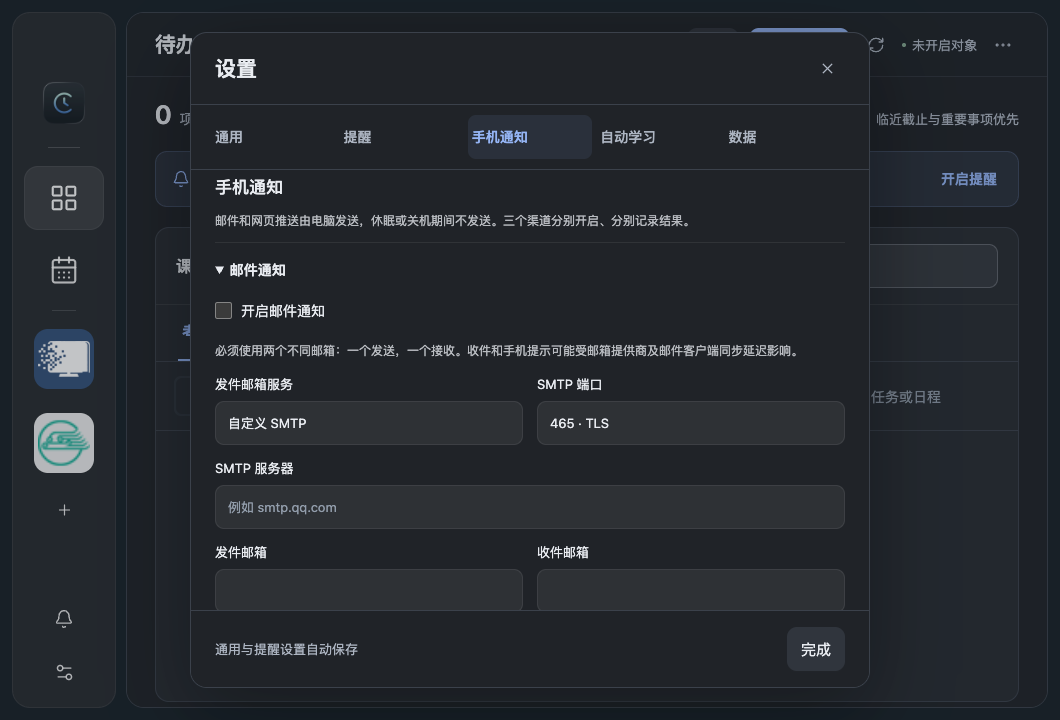 待办
设置
未开启对象
0 项
临近截止与重要事项优先
通用
提醒
手机通知
自动学习
数据
开启提醒
手机通知
邮件和网页推送由电脑发送，休眠或关机期间不发送。三个渠道分别开启、分别记录结果。
邮件通知
开启邮件通知
必须使用两个不同邮箱：一个发送，一个接收。收件和手机提示可能受邮箱提供商及邮件客户端同步延迟影响。
发件邮箱服务
SMTP 端口
自定义 SMTP
465 · TLS
任务或日程
SMTP 服务器
例如 smtp.qq.com
发件邮箱
收件邮箱
通用与提醒设置自动保存
完成